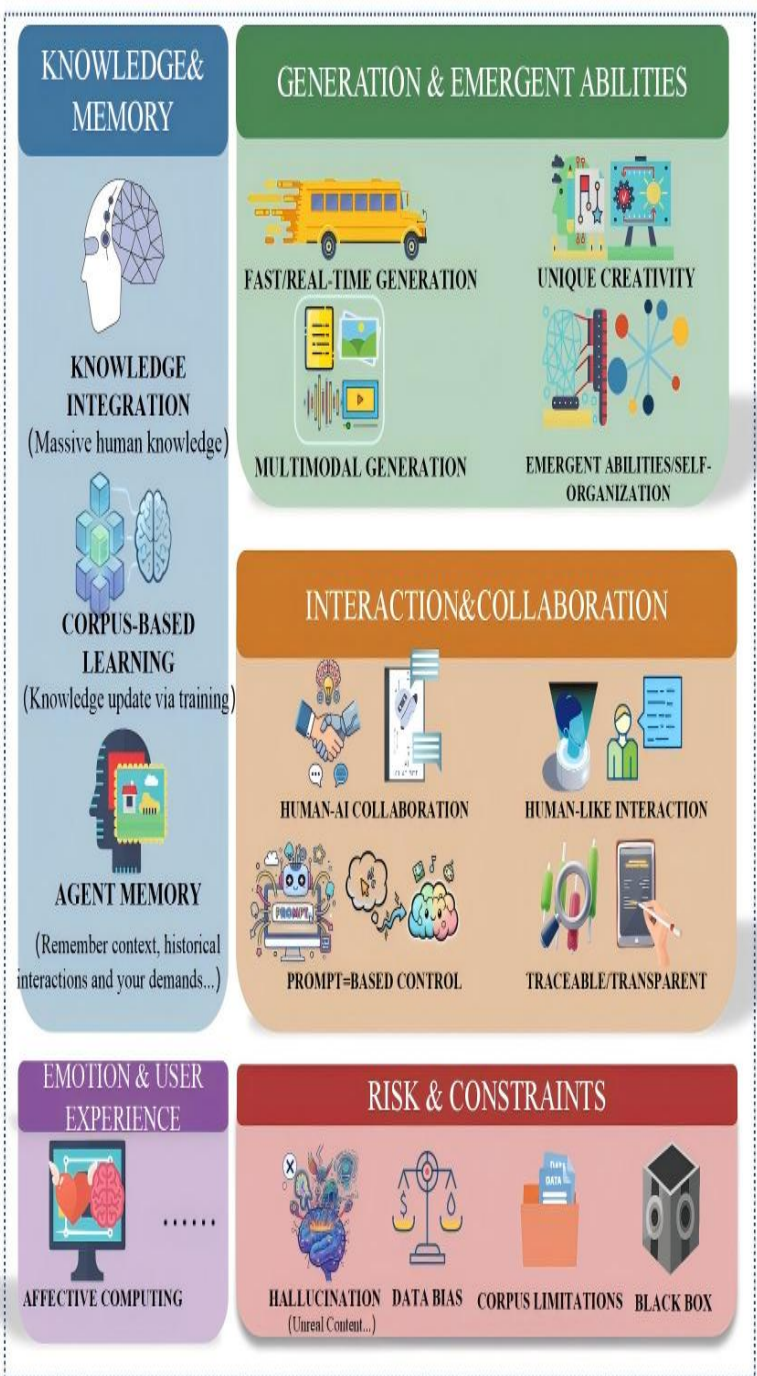 KNOWLEDGE&
MEMORY
KNOWLEDGE
INTEGRATION
(Massive human knowledge)
CORPUS-BASED
LEARNING
(Knowledge update via training)
AGENT MEMORY
(Remember context, historical
interactions and your demands...)
GENERATION & EMERGENT ABILITIES
FAST/REAL-TIME GENERATION
UNIQUE CREATIVITY
MULTIMODAL GENERATION
EMERGENT ABILITIES/SELF-
ORGANIZATION
INTERACTION&COLLABORATION
HUMAN-AI COLLABORATION
HUMAN-LIKE INTERACTION
PROMPT
PROMPT=BASED CONTROL
TRACEABLE/TRANSPARENT
EMOTION & USER
EXPERIENCE
......
AFFECTIVE COMPUTING
RISK & CONSTRAINTS
$
DATA
DATA
HALLUCINATION
(Unreal Content...)
DATA BIAS
CORPUS LIMITATIONS
BLACK BOX